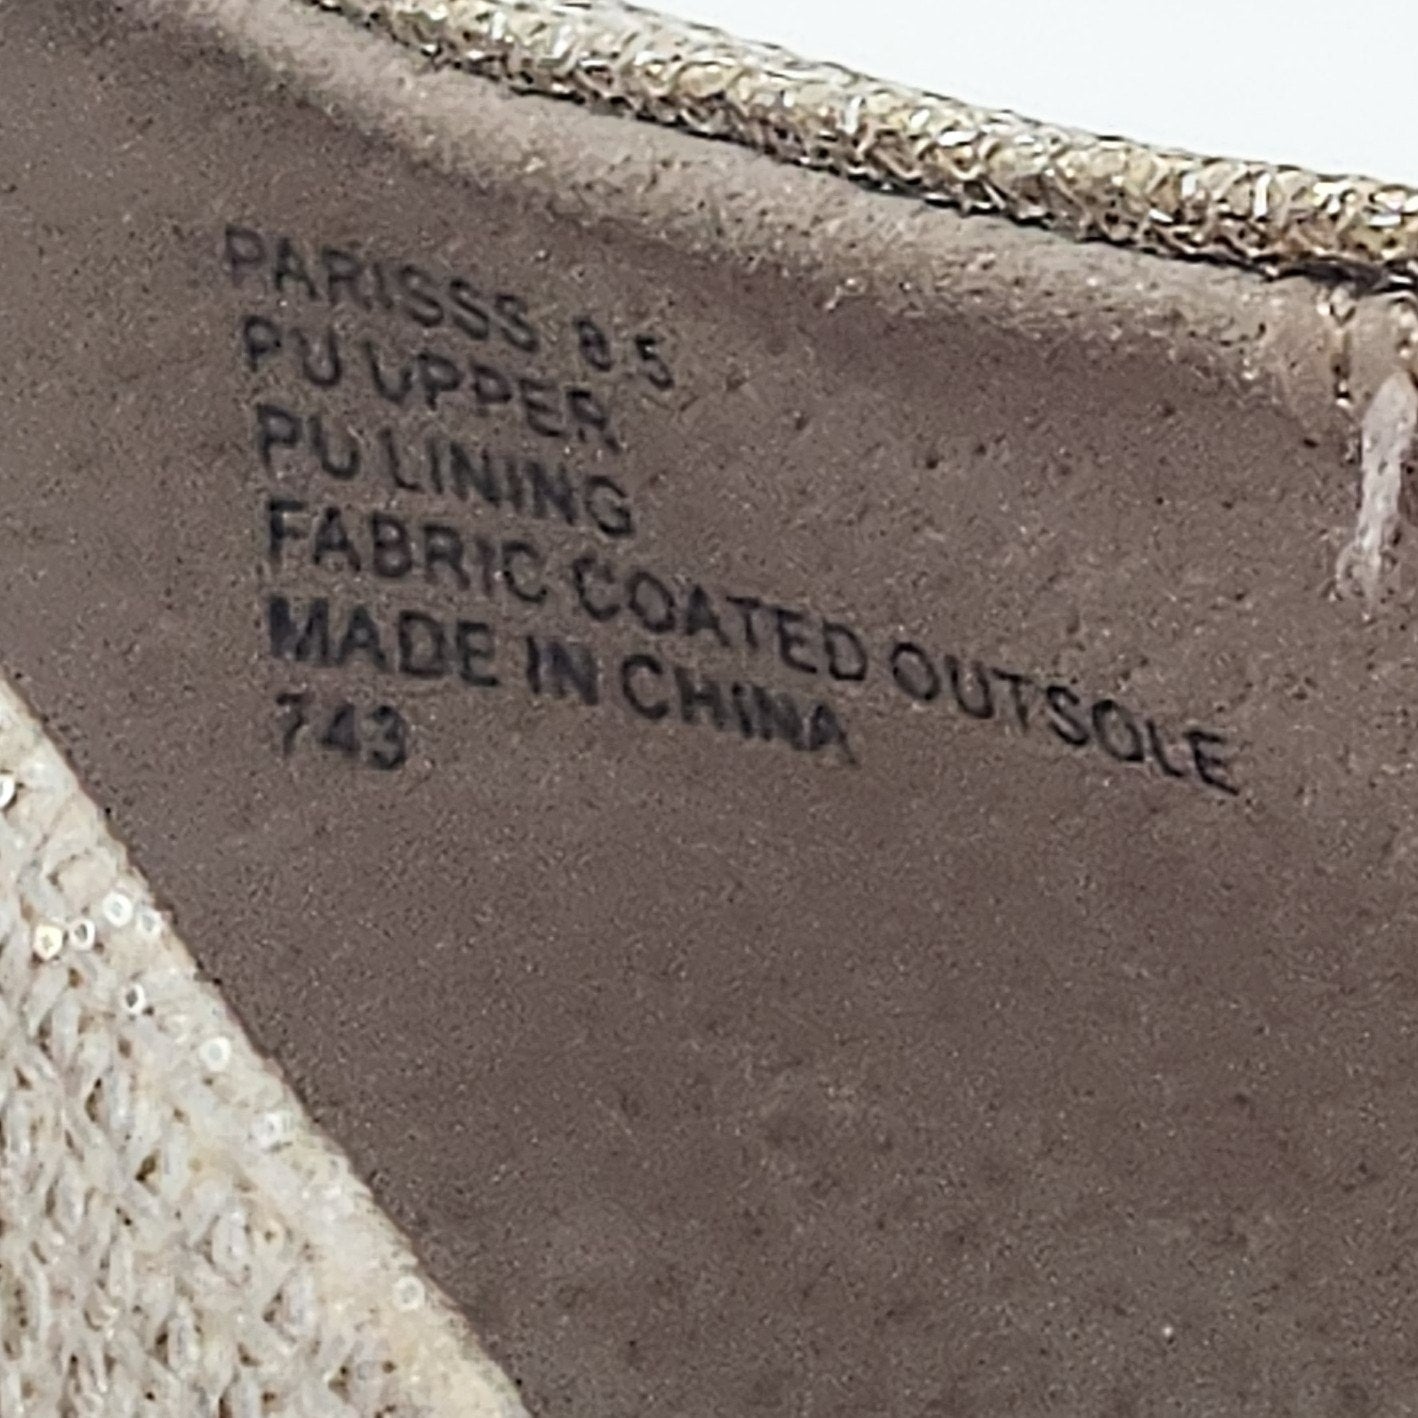 PARISSS 8.5
PU UPPER
PU LINING
FABRIC COATED OUTSOLE
MADE IN CHINA
743